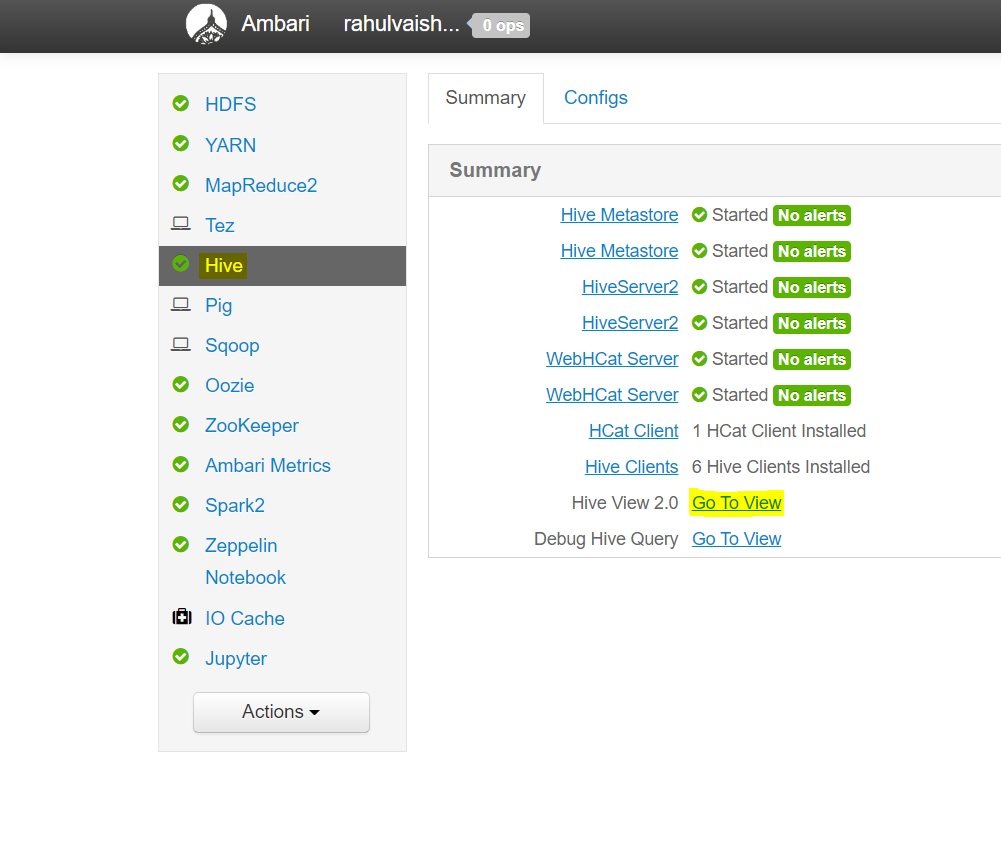 Ambari rahulvaish... 0 ops
HDFS
YARN
MapReduce2
Tez
Hive
Pig
Sqoop
Oozie
ZooKeeper
Ambari Metrics
Spark2
Zeppelin
Notebook
IO Cache
Jupyter
Actions
Summary Configs
Summary
Hive Metastore Started No alerts
Hive Metastore Started No alerts
HiveServer2 Started No alerts
HiveServer2 Started No alerts
WebHCat Server Started No alerts
WebHCat Server Started No alerts
HCat Client 1 HCat Client Installed
Hive Clients 6 Hive Clients Installed
Hive View 2.0 Go To View
Debug Hive Query Go To View